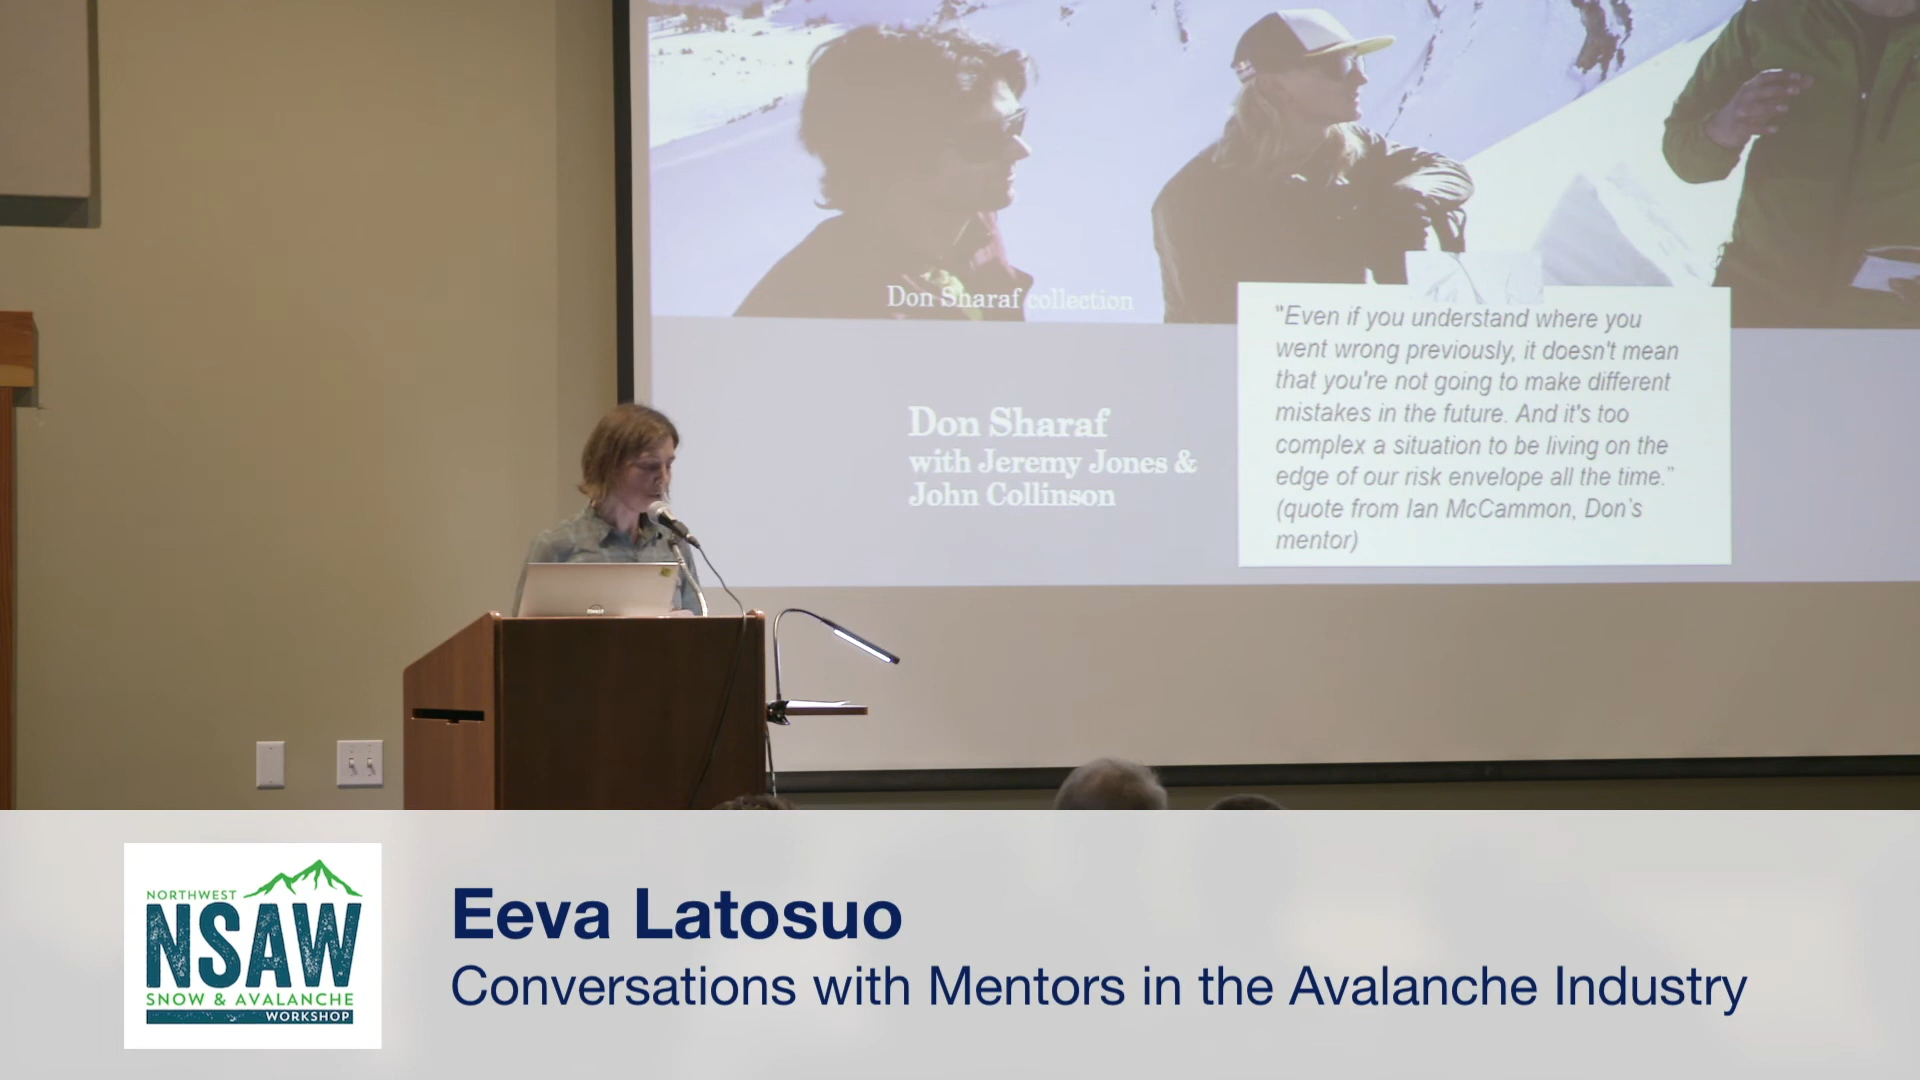 Don Sharaf collection
"Even if you understand where you
went wrong previously, it doesn't mean
that you're not going to make different
mistakes in the future. And it's too
complex a situation to be living on the
edge of our risk envelope all the time."
(quote from Ian McCammon, Don's
mentor)
Don Sharaf
with Jeremy Jones &
John Collinson
NORTHWEST
NSAW
SNOW & AVALANCHE
WORKSHOP
Eeva Latosuo
Conversations with Mentors in the Avalanche Industry